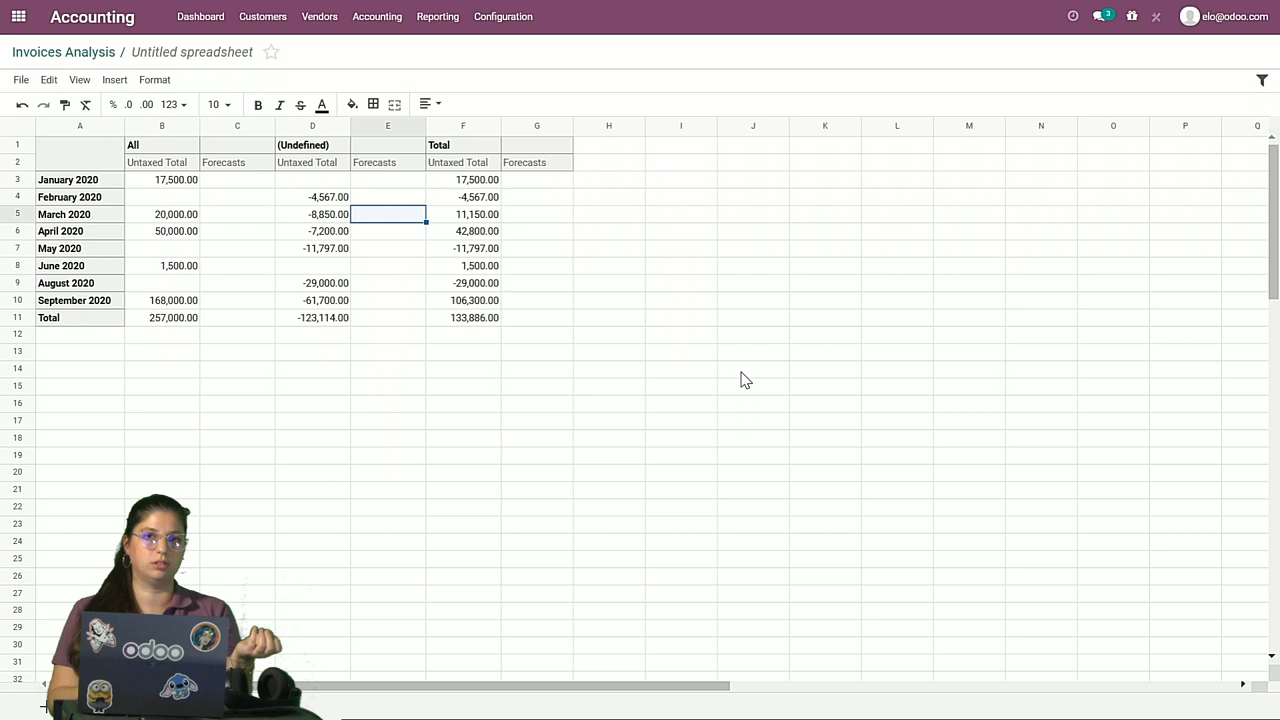 Accounting Dashboard Customers Vendors Accounting Reporting Configuration 3 elo@odoo.com
Invoices Analysis / Untitled spreadsheet
File Edit View Insert Format
% .0 .00 123 10 B I S A
A B C D E F G H I J K L M N O P Q
1 All (Undefined) Total
2 Untaxed Total Forecasts Untaxed Total Forecasts Untaxed Total Forecasts
3 January 2020 17,500.00 17,500.00
4 February 2020 -4,567.00 -4,567.00
5 March 2020 20,000.00 -8,850.00 11,150.00
6 April 2020 50,000.00 -7,200.00 42,800.00
7 May 2020 -11,797.00 -11,797.00
8 June 2020 1,500.00 1,500.00
9 August 2020 -29,000.00 -29,000.00
10 September 2020 168,000.00 -61,700.00 106,300.00
11 Total 257,000.00 -123,114.00 133,886.00
12
13
14
15
16
17
18
19
20
21
22
23
24
25
26
27
28
29
30
31
32
odoo